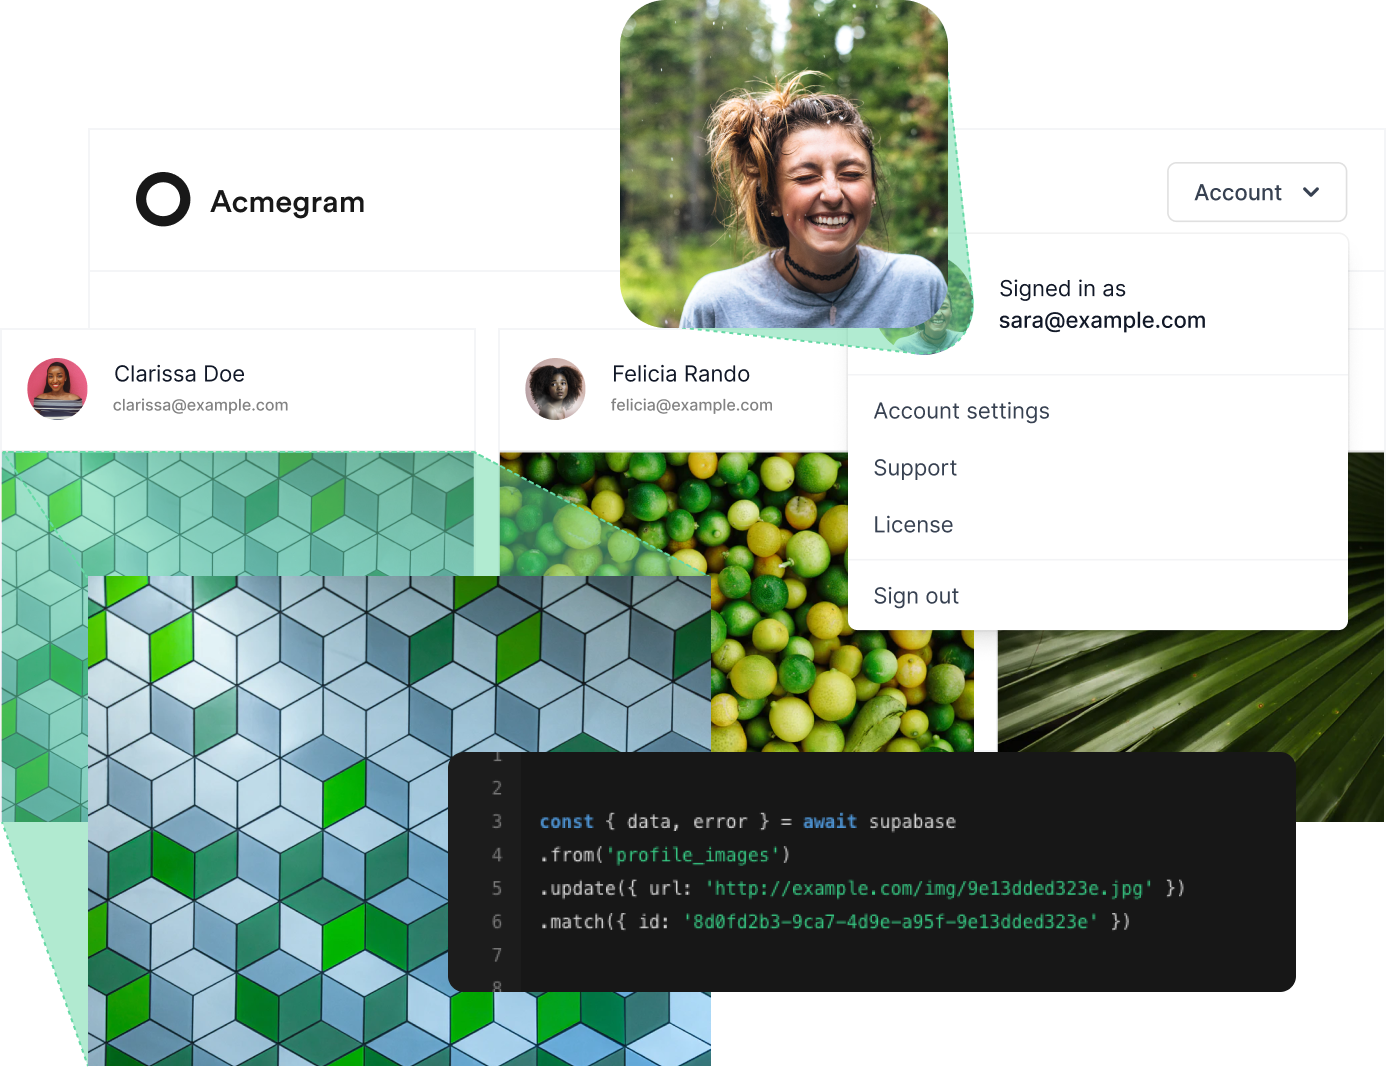 Acmegram
Account
Signed in as
sara@example.com
Clarissa Doe
clarissa@example.com
Felicia Rando
felicia@example.com
Account settings
Support
License
Sign out
1
2
3 const { data, error } = await supabase
4 .from('profile_images')
5 .update({ url: 'http://example.com/img/9e13dded323e.jpg' })
6 .match({ id: '8d0fd2b3-9ca7-4d9e-a95f-9e13dded323e' })
7
8